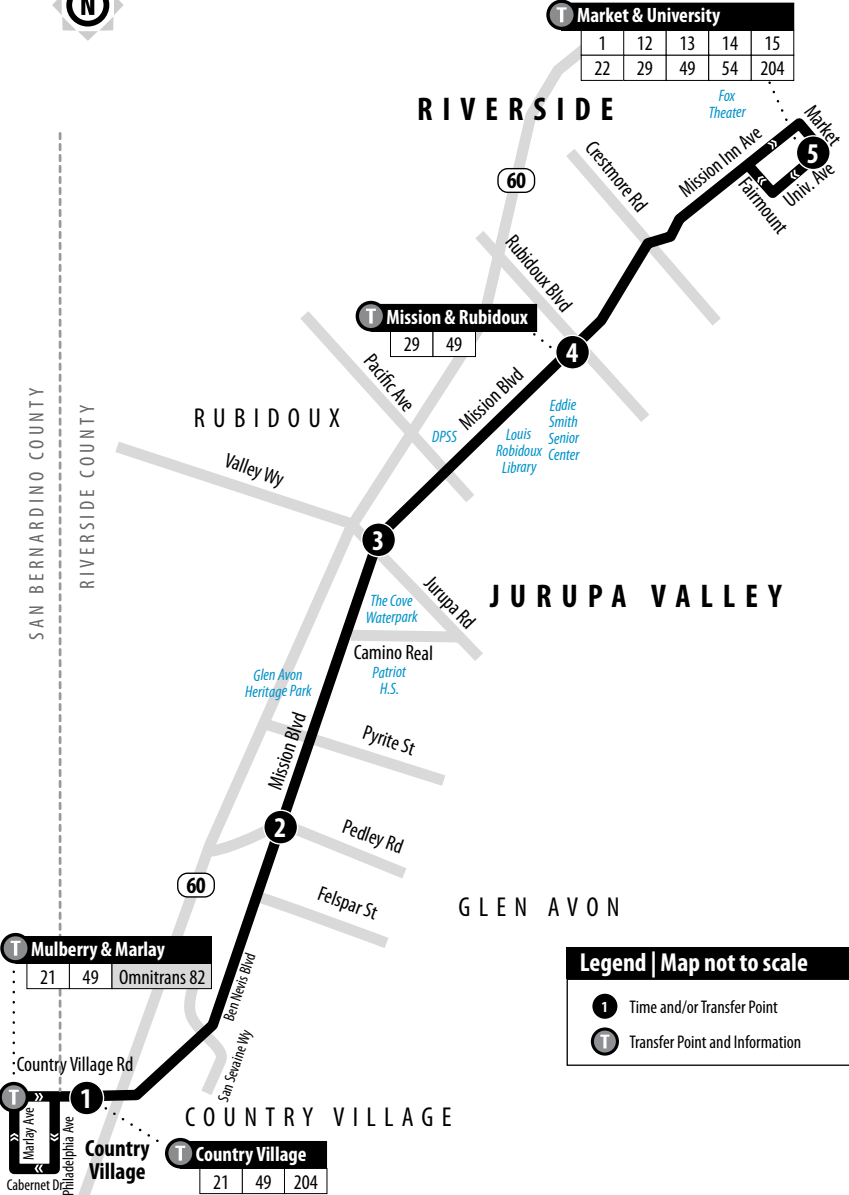 N
T Market & University
1 12 13 14 15
22 29 49 54 204
Fox
Theater
RIVERSIDE
Market
Mission Inn Ave
5
Univ. Ave
Fairmount
Crestmore Rd
60
Rubidoux Blvd
T Mission & Rubidoux
29 49
4
Pacific Ave
Mission Blvd
Eddie
Smith
Senior
Center
DPSS
Louis
Robidoux
Library
RUBIDOUX
SAN BERNARDINO COUNTY
RIVERSIDE COUNTY
Valley Wy
3
Jurupa Rd
JURUPA VALLEY
The Cove
Waterpark
Camino Real
Patriot
H.S.
Glen Avon
Heritage Park
Mission Blvd
Pyrite St
2
Pedley Rd
60
Felspar St
GLEN AVON
T Mulberry & Marlay
21 49 Omnitrans 82
Ben Nevis Blvd
San Sevaine Wy
Legend | Map not to scale
1 Time and/or Transfer Point
T Transfer Point and Information
Country Village Rd
T
1
Marlay Ave
Philadelphia Ave
Cabernet Dr
Country
Village
COUNTRY VILLAGE
T Country Village
21 49 204